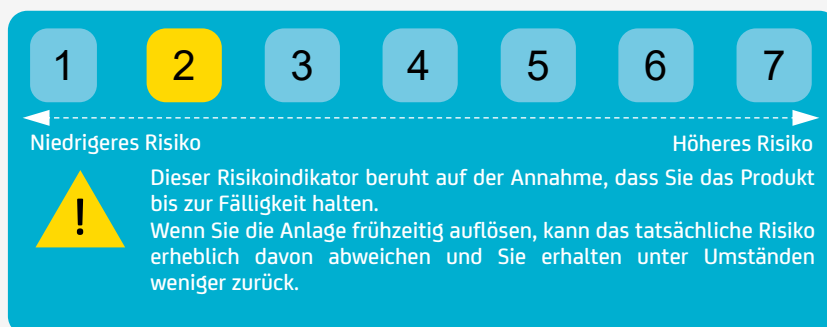 1 2 3 4 5 6 7
Niedrigeres Risiko Höheres Risiko
!
Dieser Risikoindikator beruht auf der Annahme, dass Sie das Produkt
bis zur Fälligkeit halten.
Wenn Sie die Anlage frühzeitig auflösen, kann das tatsächliche Risiko
erheblich davon abweichen und Sie erhalten unter Umständen
weniger zurück.